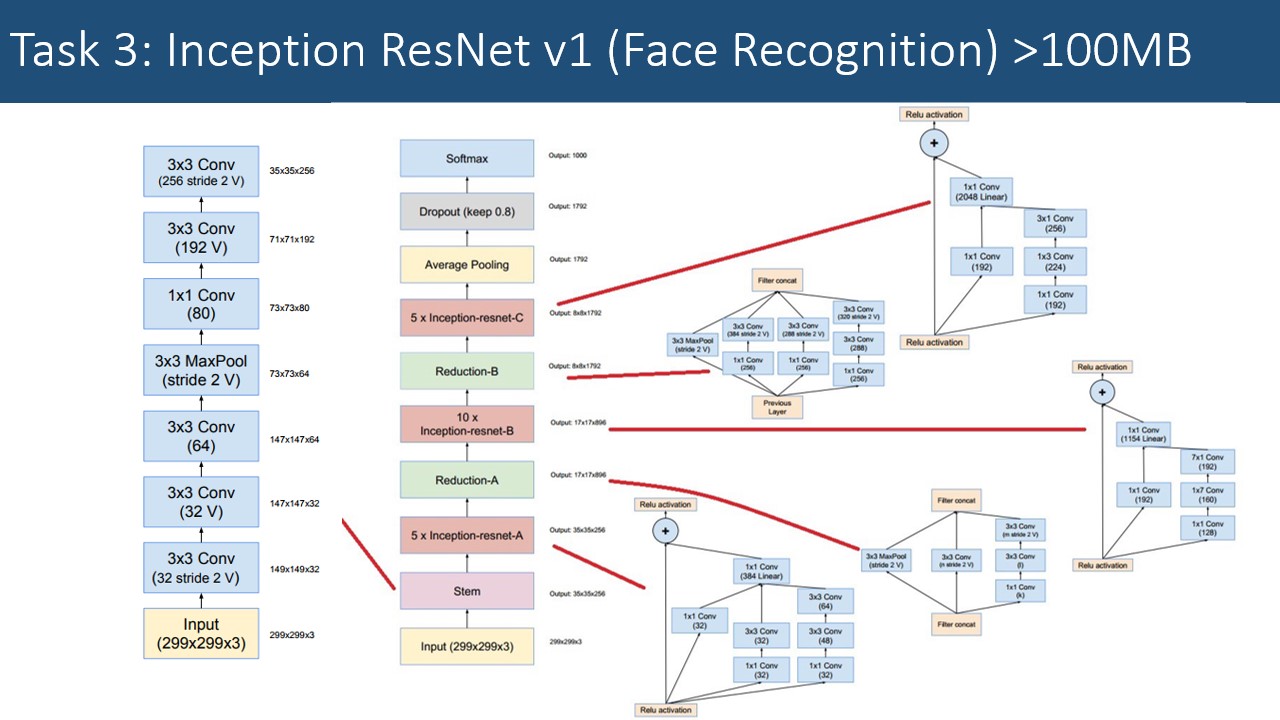 Task 3: Inception ResNet v1 (Face Recognition) >100MB
3x3 Conv
(256 stride 2 V)
35x35x256
3x3 Conv
(192 V)
71x71x192
1x1 Conv
(80)
73x73x80
3x3 MaxPool
(stride 2 V)
73x73x64
3x3 Conv
(64)
147x147x64
3x3 Conv
(32 V)
147x147x32
3x3 Conv
(32 stride 2 V)
149x149x32
Input
(299x299x3)
299x299x3
Softmax
Output: 1000
Dropout (keep 0.8)
Output: 1792
Average Pooling
Output: 1792
5 x Inception-resnet-C
Output: 8x8x1792
Reduction-B
Output: 8x8x1792
10 x
Inception-resnet-B
Output: 17x17x896
Reduction-A
Output: 17x17x896
5 x Inception-resnet-A
Output: 35x35x256
Stem
Output: 35x35x256
Input (299x299x3)
299x299x3
Relu activation
+
1x1 Conv
(2048 Linear)
3x1 Conv
(256)
1x1 Conv
(192)
1x3 Conv
(224)
1x1 Conv
(192)
Relu activation
Filter concat
3x3 MaxPool
(stride 2 V)
3x3 Conv
(384 stride 2 V)
1x1 Conv
(256)
3x3 Conv
(288 stride 2 V)
1x1 Conv
(256)
3x3 Conv
(320 stride 2 V)
3x3 Conv
(288)
1x1 Conv
(256)
Previous
Layer
Relu activation
+
1x1 Conv
(1154 Linear)
7x1 Conv
(192)
1x1 Conv
(192)
1x7 Conv
(160)
1x1 Conv
(128)
Relu activation
Filter concat
3x3 MaxPool
(stride 2 V)
3x3 Conv
(n stride 2 V)
3x3 Conv
(m stride 2 V)
3x3 Conv
(l)
1x1 Conv
(k)
Filter concat
Relu activation
+
1x1 Conv
(384 Linear)
1x1 Conv
(32)
3x3 Conv
(32)
1x1 Conv
(32)
3x3 Conv
(64)
3x3 Conv
(48)
1x1 Conv
(32)
Relu activation